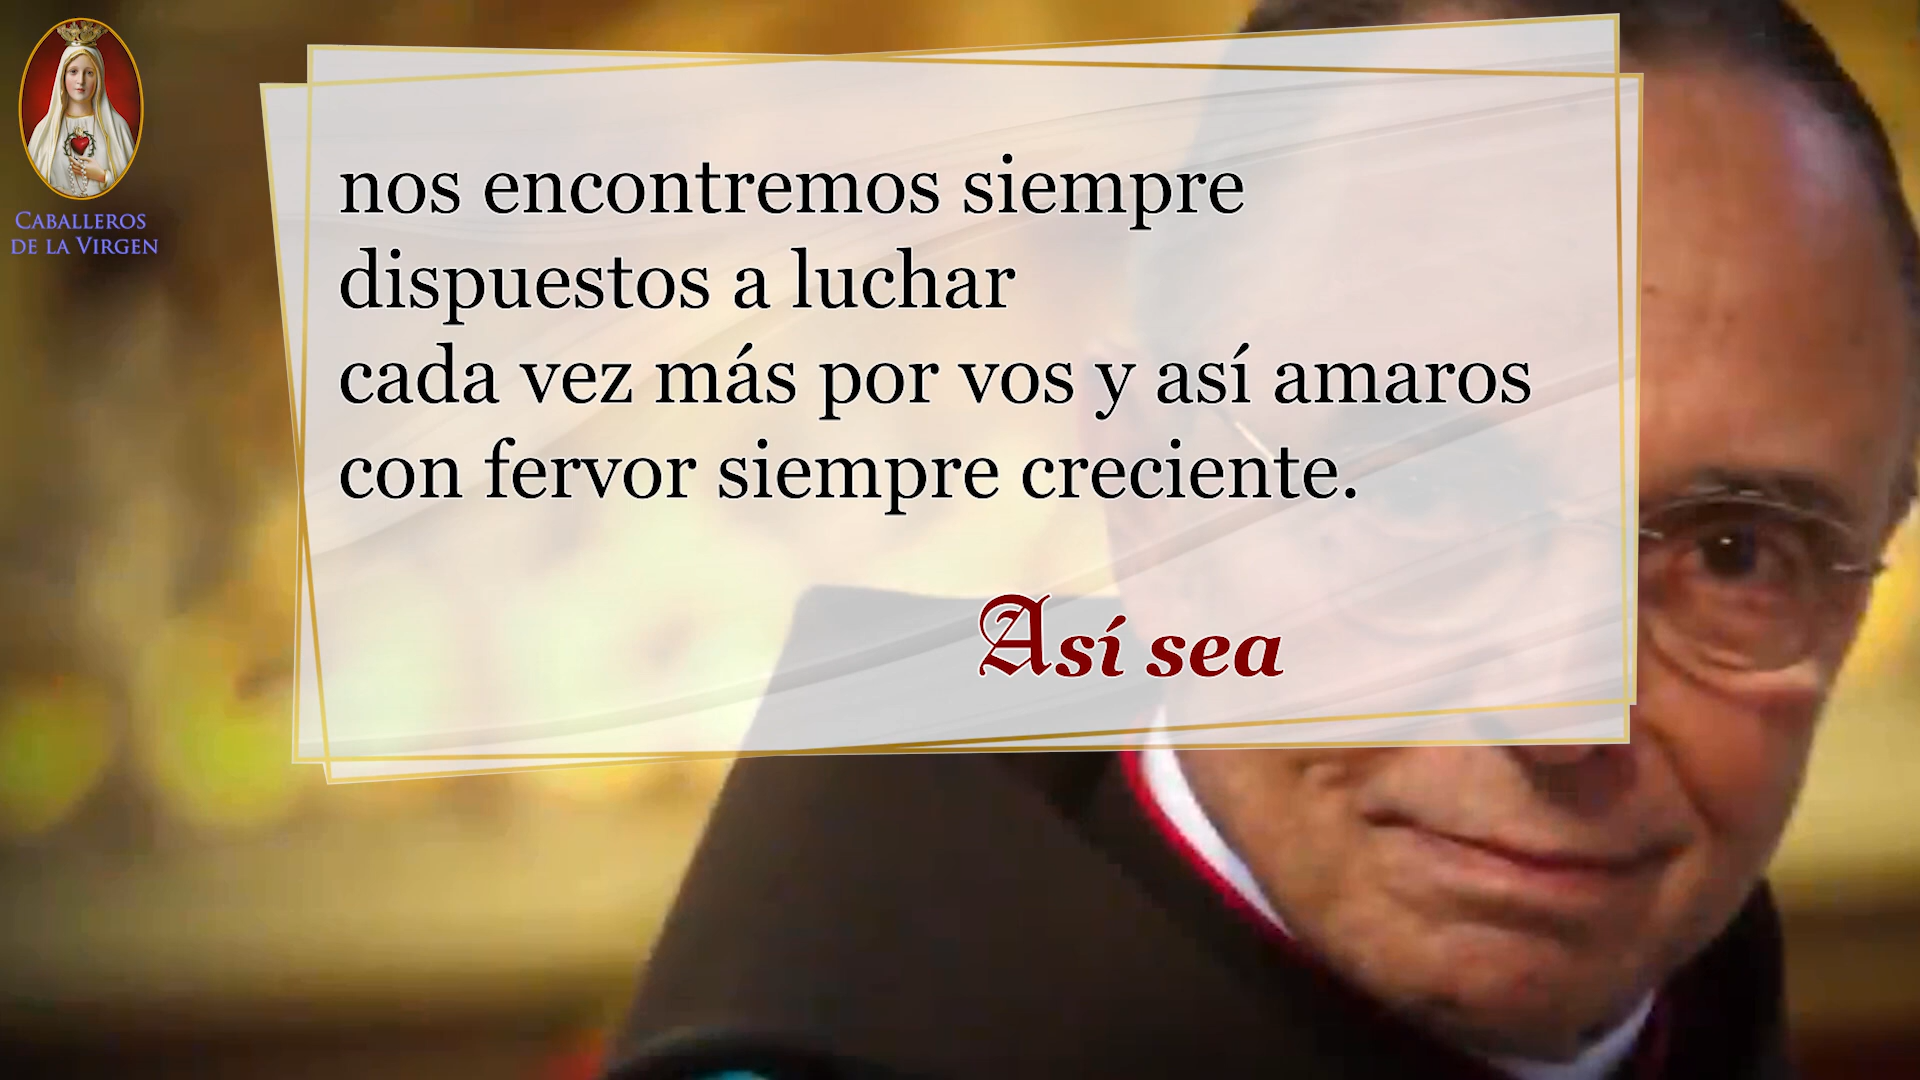 CABALLEROS
DE LA VIRGEN
nos encontremos siempre
dispuestos a luchar
cada vez más por vos y así amaros
con fervor siempre creciente.
Así sea